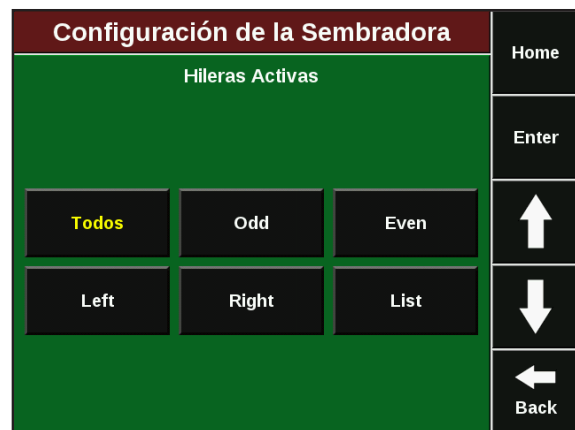 Configuración de la Sembradora
Hileras Activas
Todos
Odd
Even
Left
Right
List
Home
Enter
Back